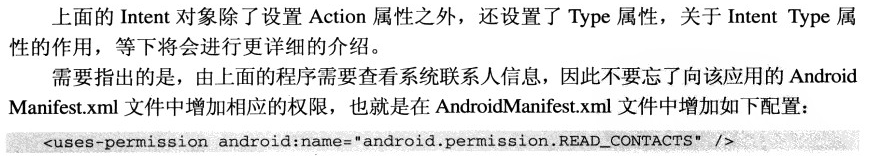 上面的 Intent 对象除了设置 Action 属性之外，还设置了 Type 属性，关于 Intent Type 属
性的作用，等下将会进行更详细的介绍。
需要指出的是，由上面的程序需要查看系统联系人信息，因此不要忘了向该应用的 Android
Manifest.xml 文件中增加相应的权限，也就是在 AndroidManifest.xml 文件中增加如下配置：
<uses-permission android:name="android.permission.READ_CONTACTS" />